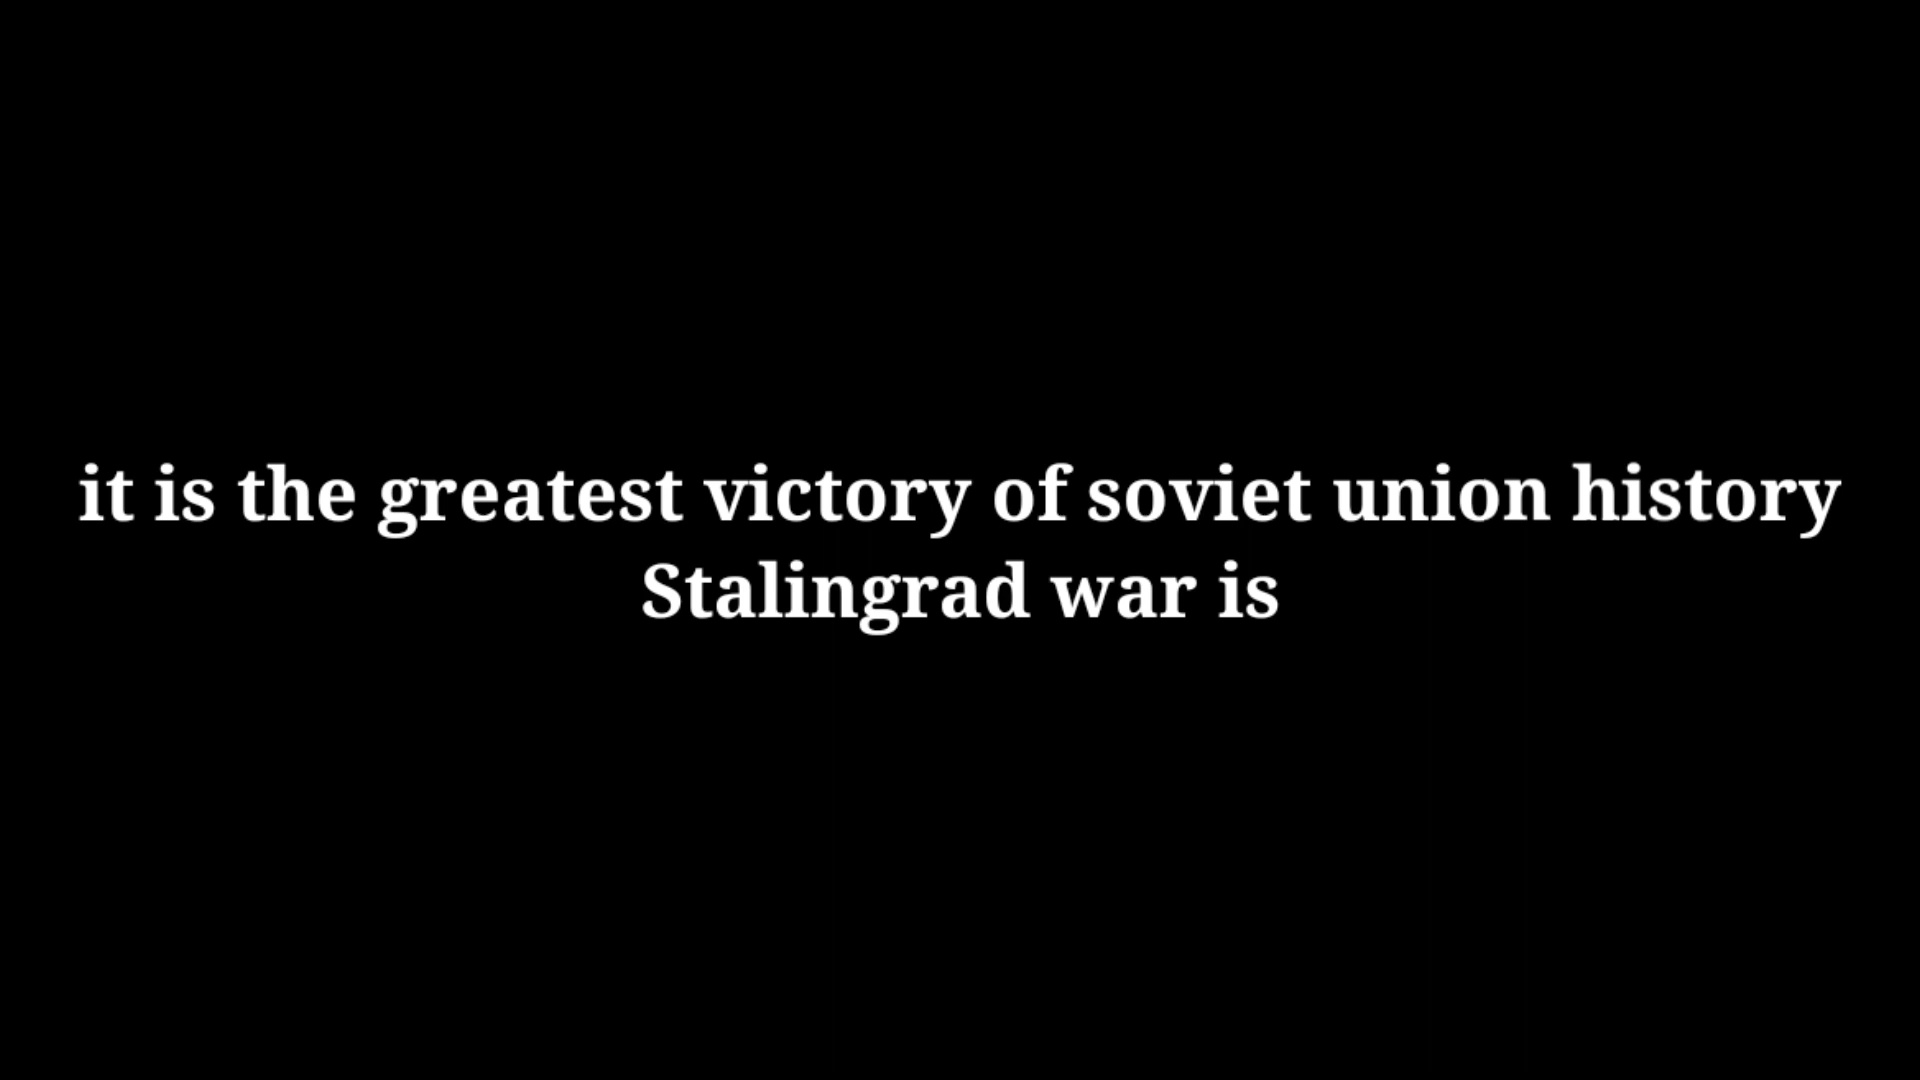 it is the greatest victory of soviet union history
Stalingrad war is